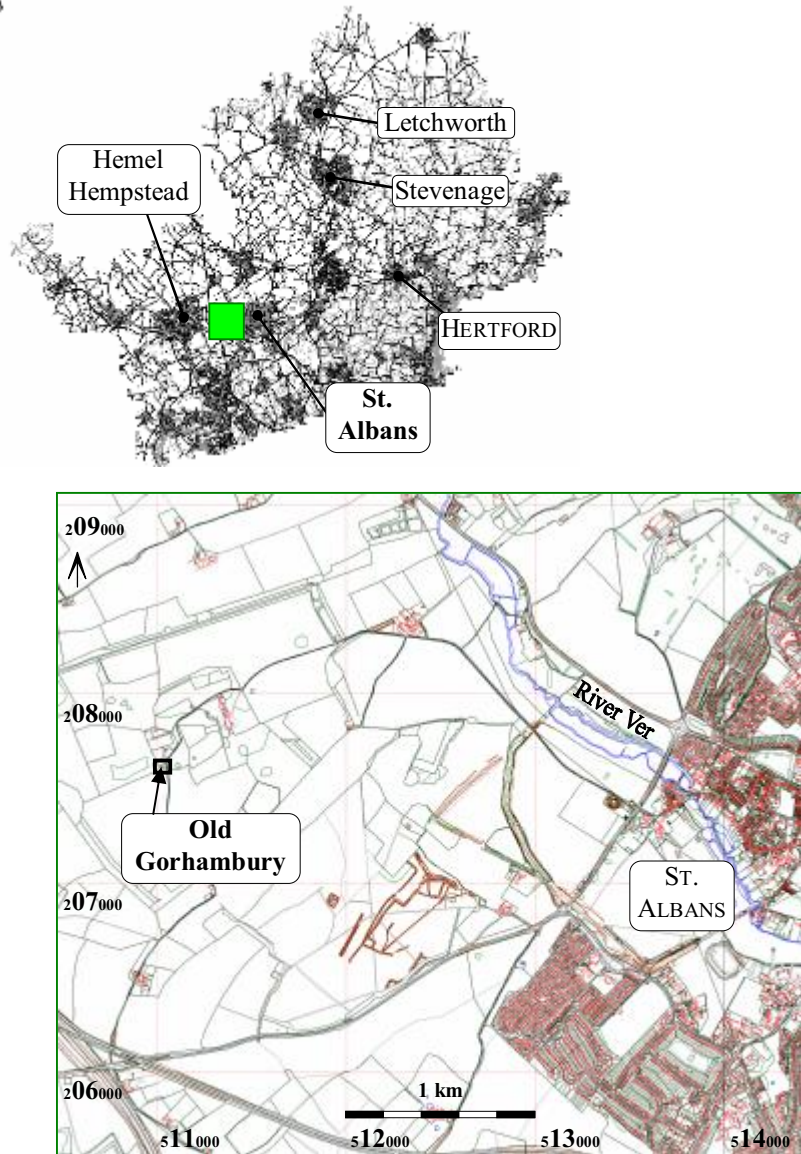 Letchworth
Hemel
Hempstead
Stevenage
HERTFORD
St.
Albans
209000
208000
River Ver
Old
Gorhambury
207000
ST.
ALBANS
206000
1 km
511000
512000
513000
514000